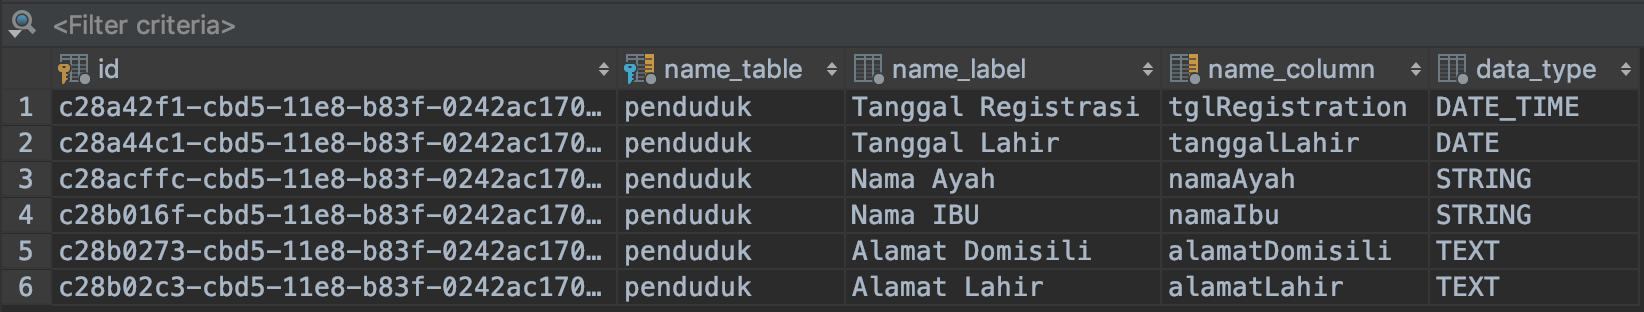 <Filter criteria>
id name_table name_label name_column data_type
1 c28a42f1-cbd5-11e8-b83f-0242ac170… penduduk Tanggal Registrasi tglRegistration DATE_TIME
2 c28a44c1-cbd5-11e8-b83f-0242ac170… penduduk Tanggal Lahir tanggalLahir DATE
3 c28acffc-cbd5-11e8-b83f-0242ac170… penduduk Nama Ayah namaAyah STRING
4 c28b016f-cbd5-11e8-b83f-0242ac170… penduduk Nama IBU namaIbu STRING
5 c28b0273-cbd5-11e8-b83f-0242ac170… penduduk Alamat Domisili alamatDomisili TEXT
6 c28b02c3-cbd5-11e8-b83f-0242ac170… penduduk Alamat Lahir alamatLahir TEXT